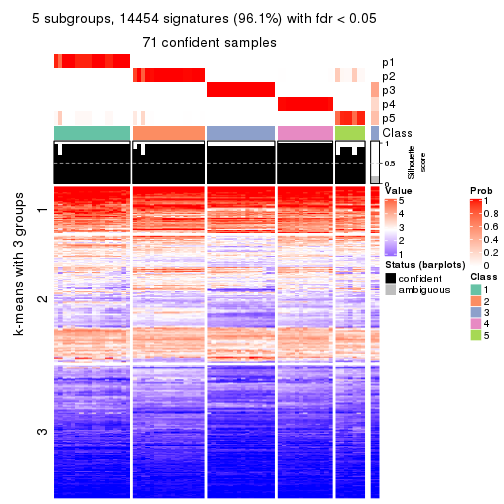 5 subgroups, 14454 signatures (96.1%) with fdr < 0.05
71 confident samples
p1
p2
p3
p4
p5
Class
1
0.5
0
Silhouette
score
k-means with 3 groups
1
2
3
Value
5
4
3
2
1
Status (barplots)
confident
ambiguous
Prob
1
0.8
0.6
0.4
0.2
0
Class
1
2
3
4
5